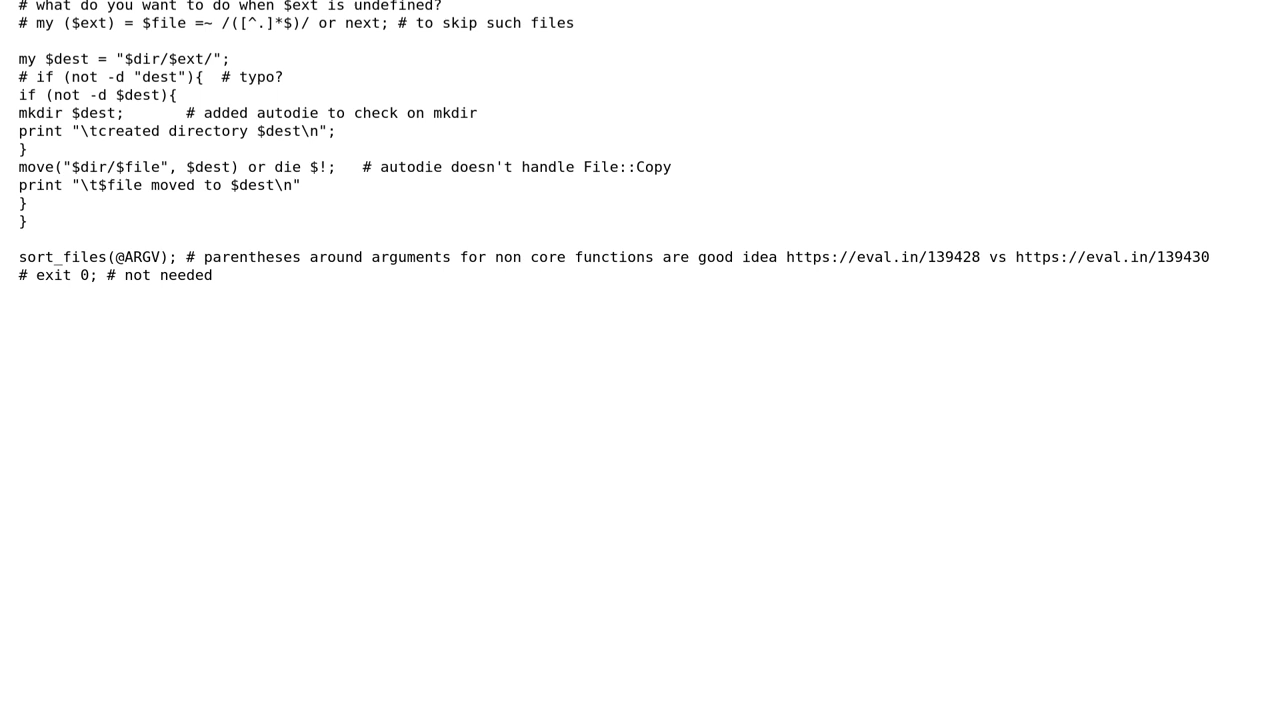 # what do you want to do when $ext is undefined?
# my ($ext) = $file =~ /([^.]*$)/ or next; # to skip such files
my $dest = "$dir/$ext/";
# if (not -d "dest"){  # typo?
if (not -d $dest){
mkdir $dest;       # added autodie to check on mkdir
print "\tcreated directory $dest\n";
}
move("$dir/$file", $dest) or die $!;   # autodie doesn't handle File::Copy
print "\t$file moved to $dest\n"
}
}
sort_files(@ARGV); # parentheses around arguments for non core functions are good idea https://eval.in/139428 vs https://eval.in/139430
# exit 0; # not needed